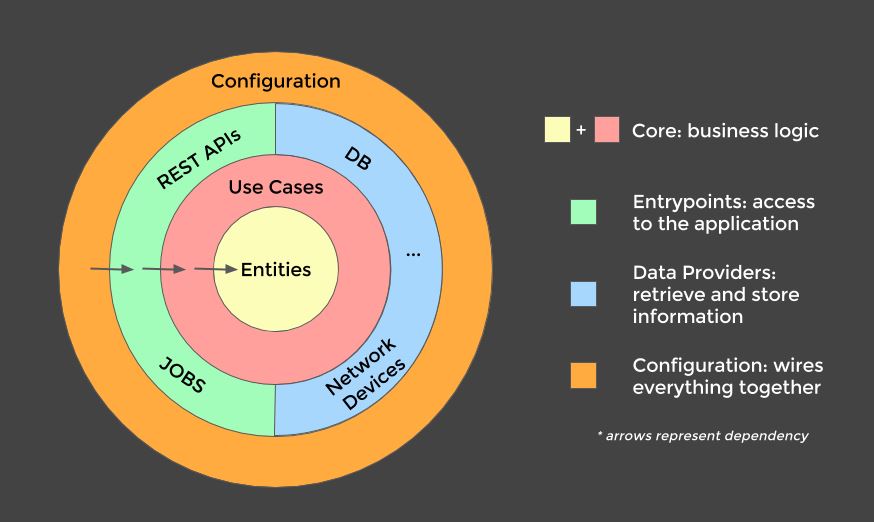 Configuration
REST APIs
DB
Use Cases
...
Entities
JOBS
Network
Devices
+
Core: business logic
Entrypoints: access
to the application
Data Providers:
retrieve and store
information
Configuration: wires
everything together
* arrows represent dependency